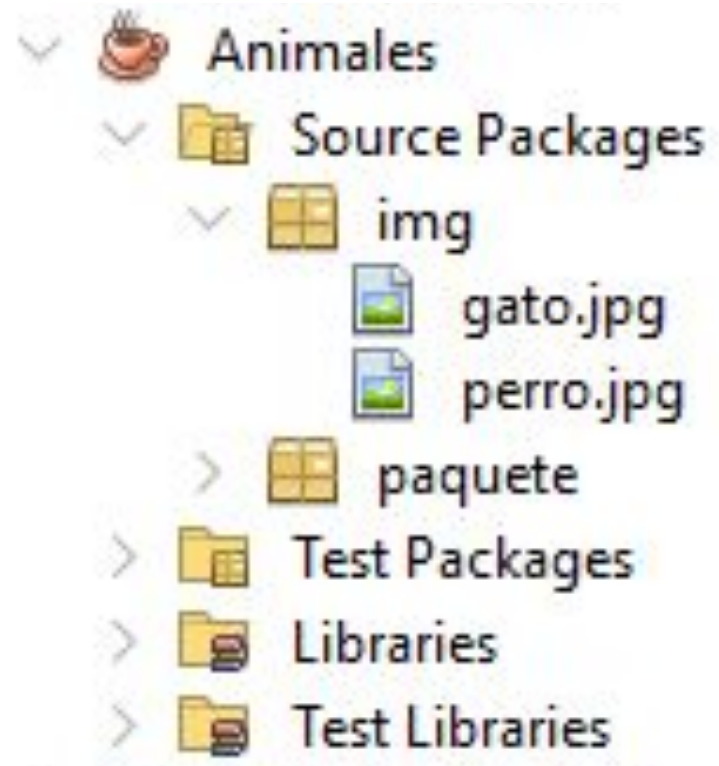 Animales
Source Packages
img
gato.jpg
perro.jpg
paquete
Test Packages
Libraries
Test Libraries